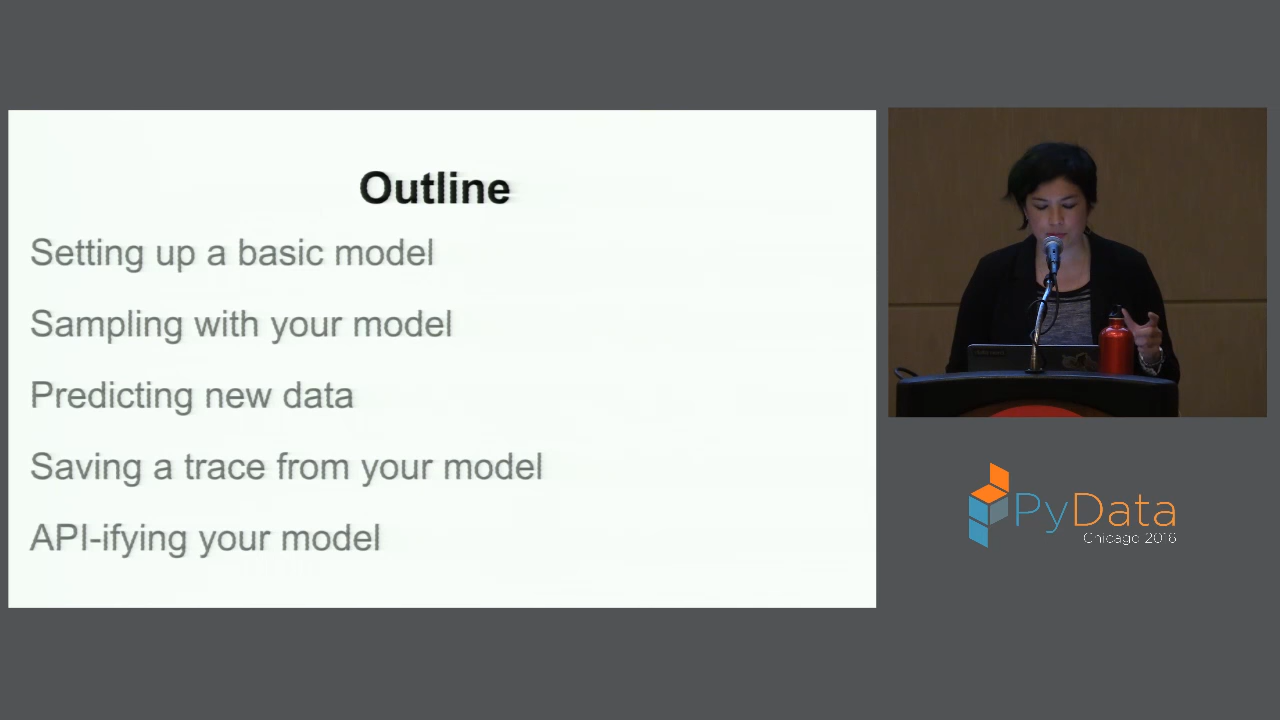 Outline
Setting up a basic model
Sampling with your model
Predicting new data
Saving a trace from your model
API-ifying your model
PyData
Chicago 2016